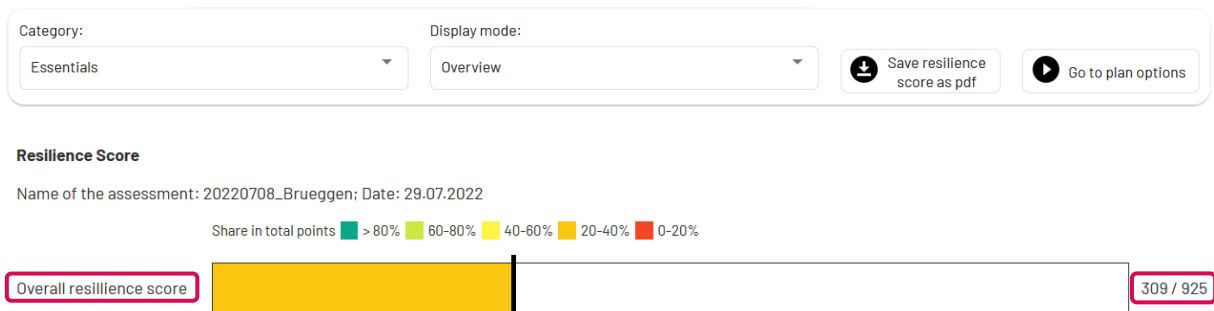 Category:
Display mode:
Essentials
Overview
Save resilience
score as pdf
Go to plan options
Resilience Score
Name of the assessment: 20220708_Brueggen; Date: 29.07.2022
Share in total points > 80% 60-80% 40-60% 20-40% 0-20%
Overall resillience score
309 / 925